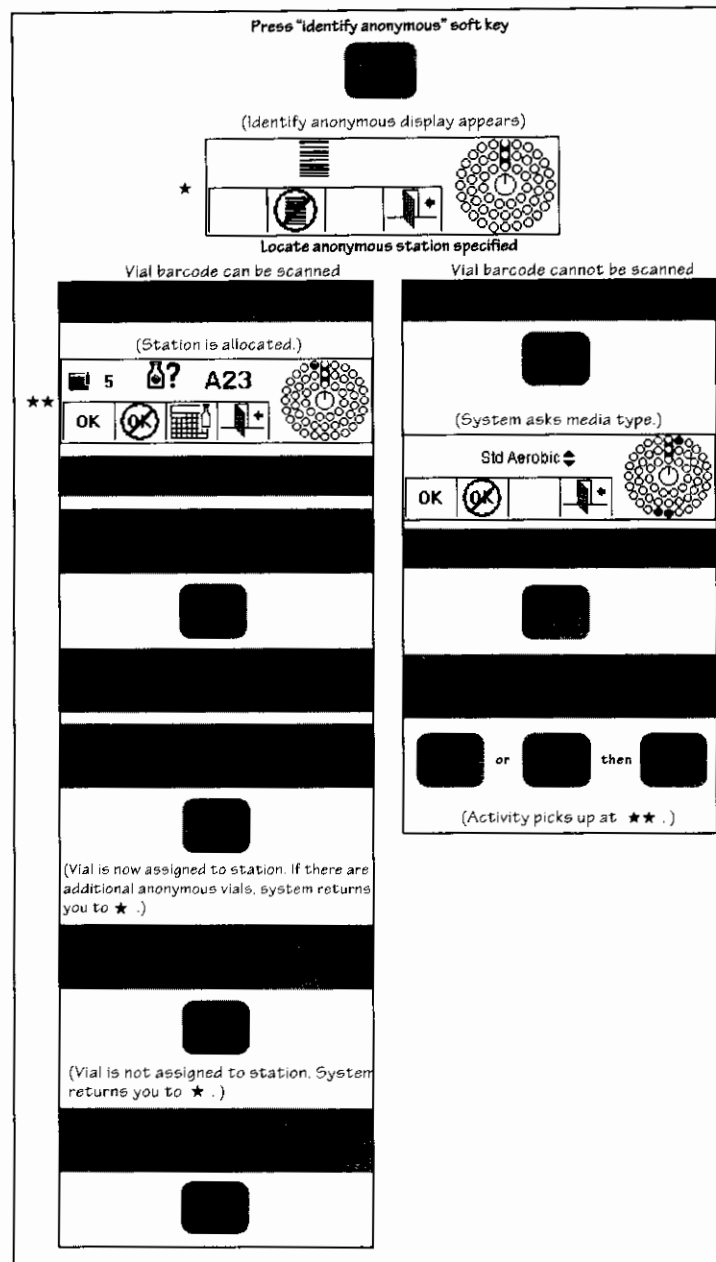 Press "identify anonymous" soft key
(Identify anonymous display appears)
★
Locate anonymous station specified
Vial barcode can be scanned
(Station is allocated.)
5 ? A23
★★
OK OK
(Vial is now assigned to station. If there are
additional anonymous vials, system returns
you to ★ .)
(Vial is not assigned to station. System
returns you to ★ .)
Vial barcode cannot be scanned
(System asks media type.)
Std Aerobic
OK OK
or then
(Activity picks up at ★★ .)